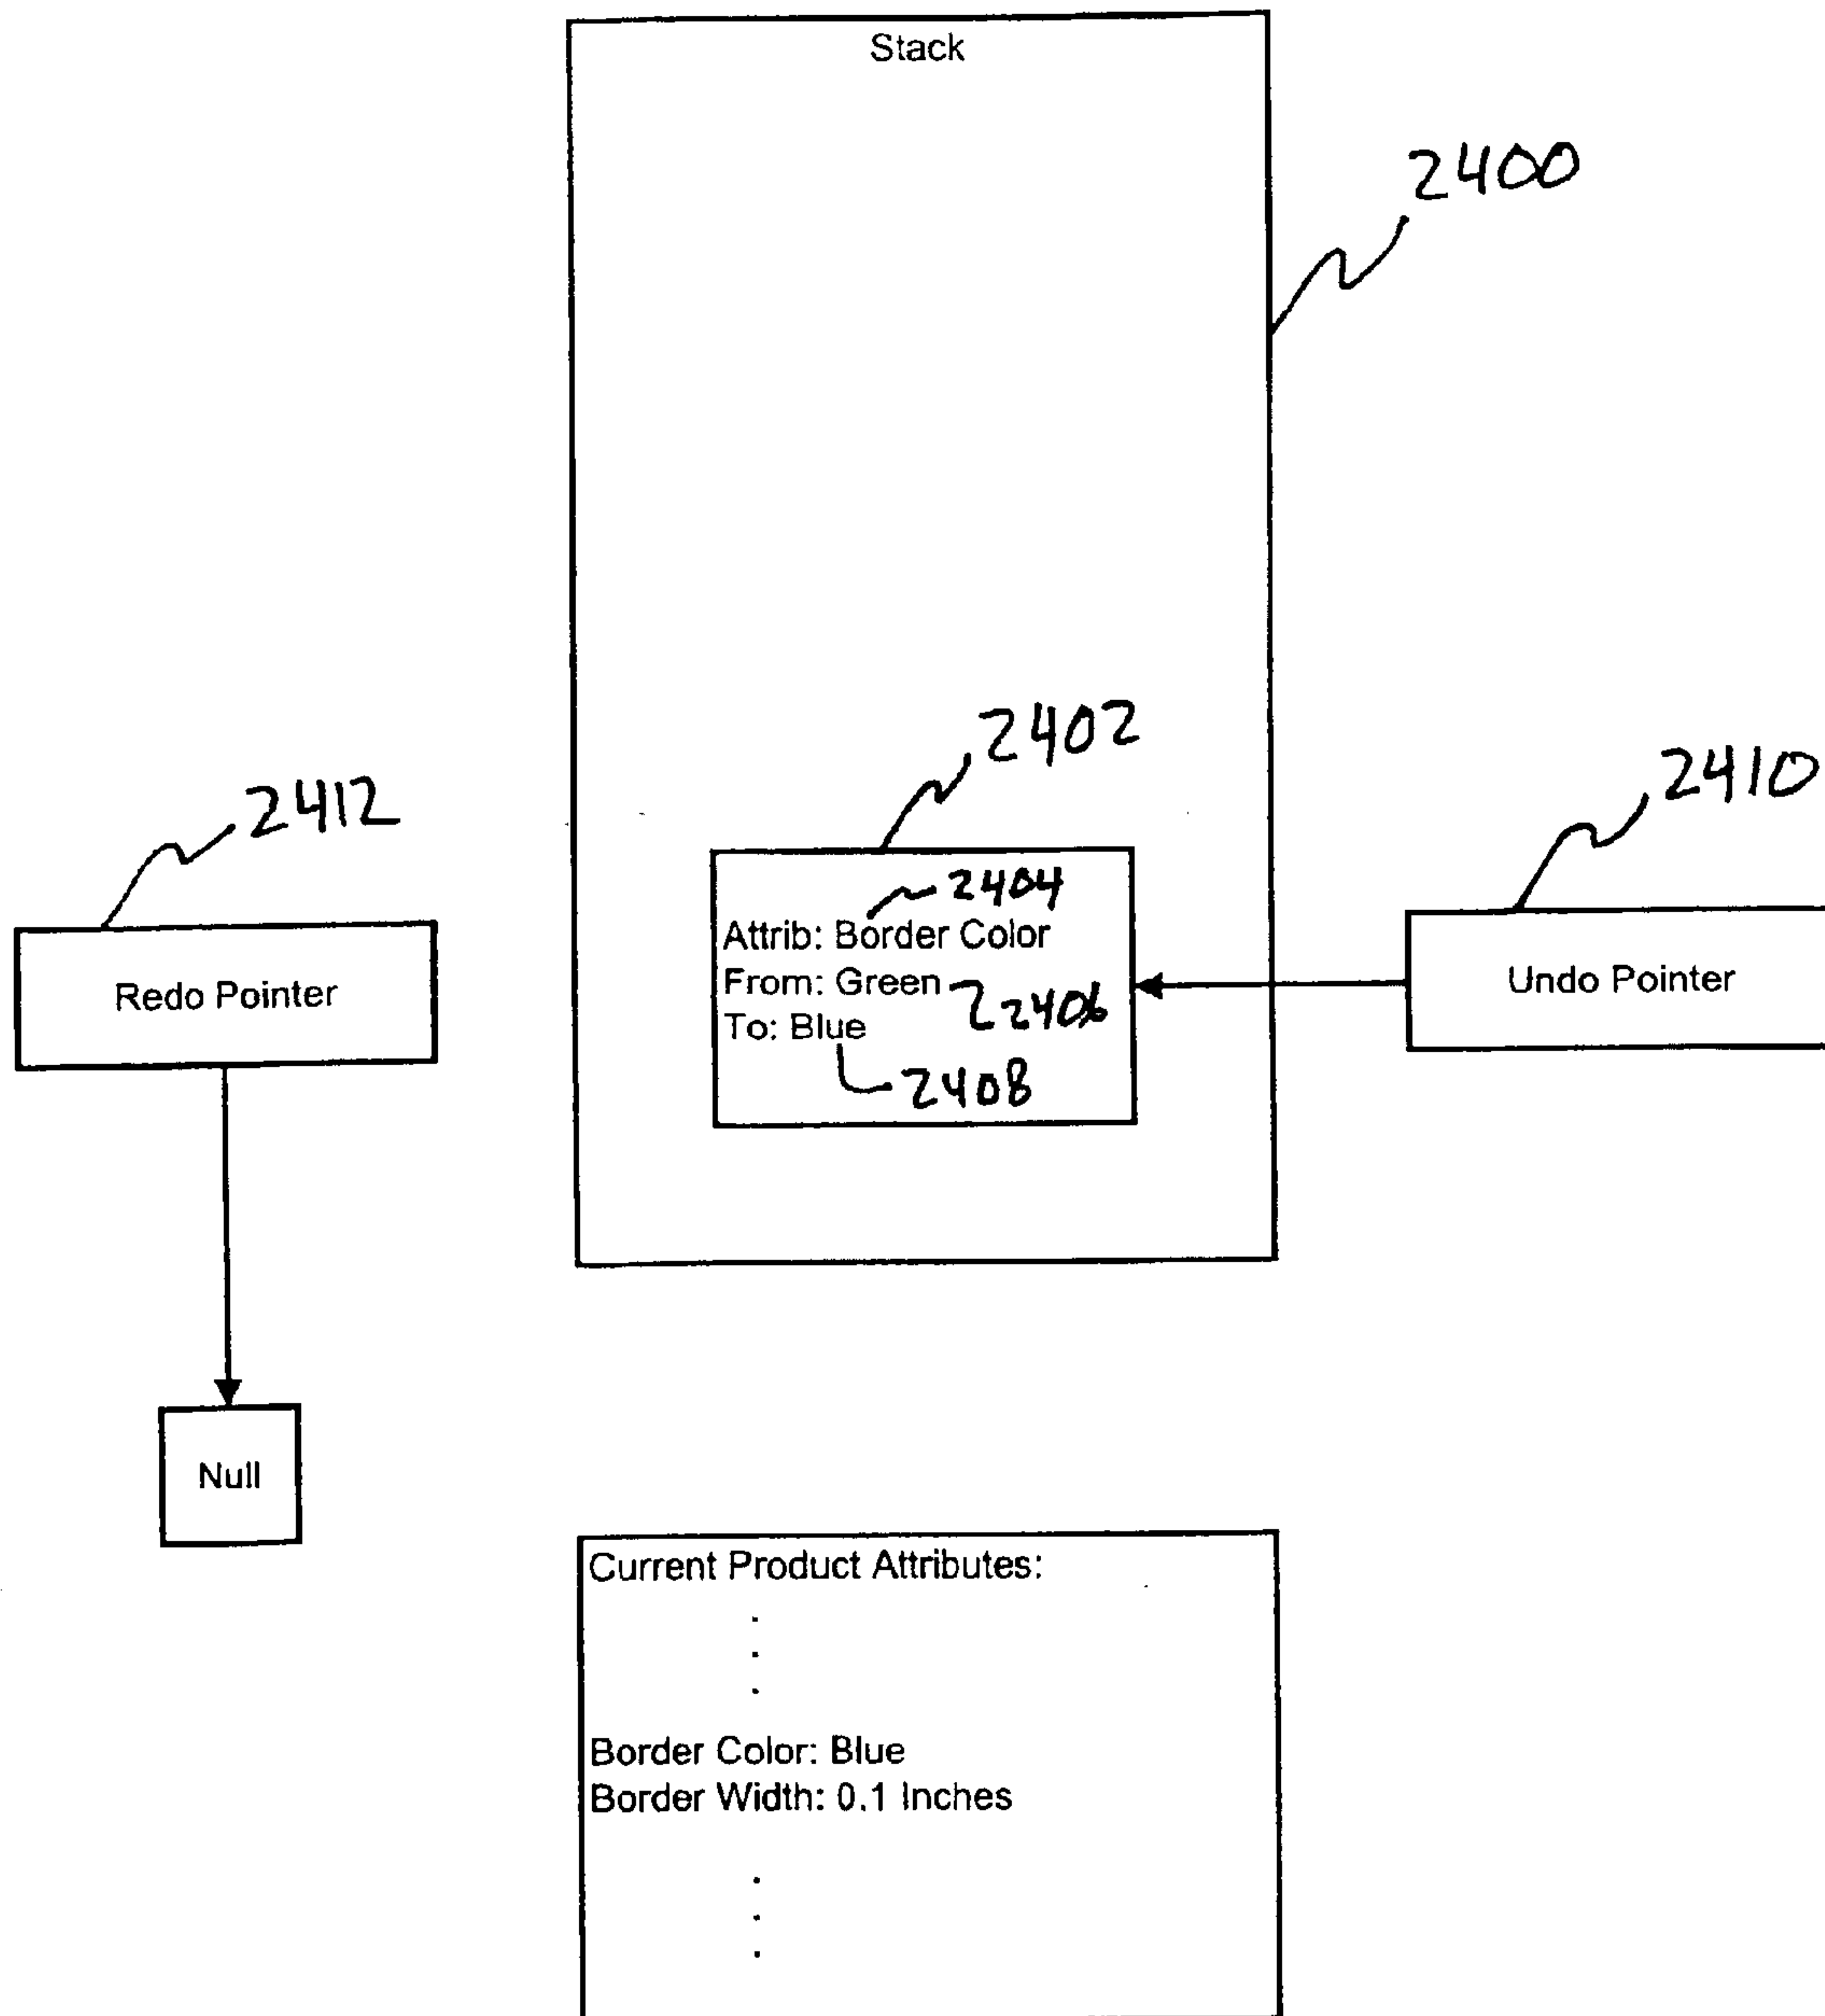 Stack
2400
2402
2410
2412
2404
Attrib: Border Color
From: Green 2406
To: Blue
2408
Redo Pointer
Undo Pointer
Null
Current Product Attributes:
.
.
.
Border Color: Blue
Border Width: 0.1 Inches
.
.
.